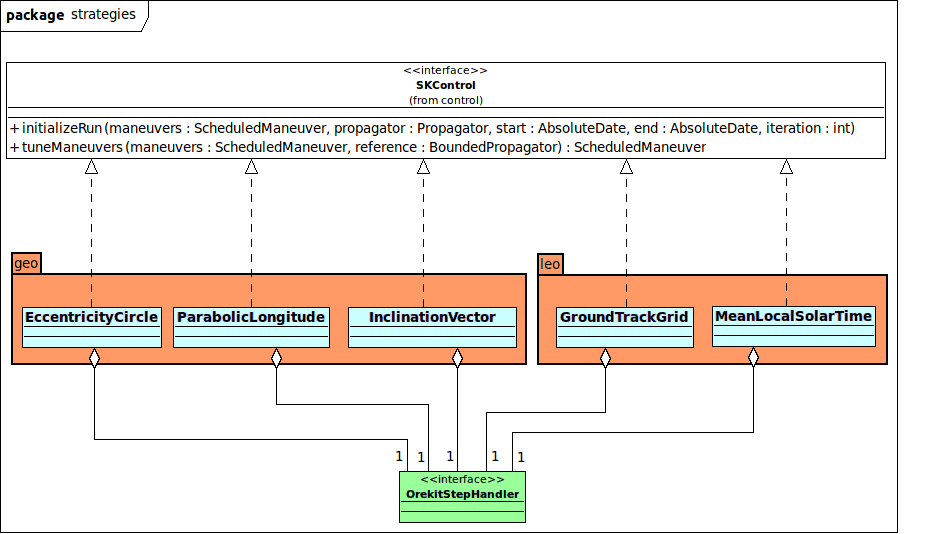 package strategies
<<interface>>
SKControl
(from control)
+ initializeRun(maneuvers : ScheduledManeuver, propagator : Propagator, start : AbsoluteDate, end : AbsoluteDate, iteration : int)
+ tuneManeuvers(maneuvers : ScheduledManeuver, reference : BoundedPropagator) : ScheduledManeuver
geo
leo
EccentricityCircle
ParabolicLongitude
InclinationVector
GroundTrackGrid
MeanLocalSolarTime
1
1
1
1
1
<<interface>>
OrekitStepHandler